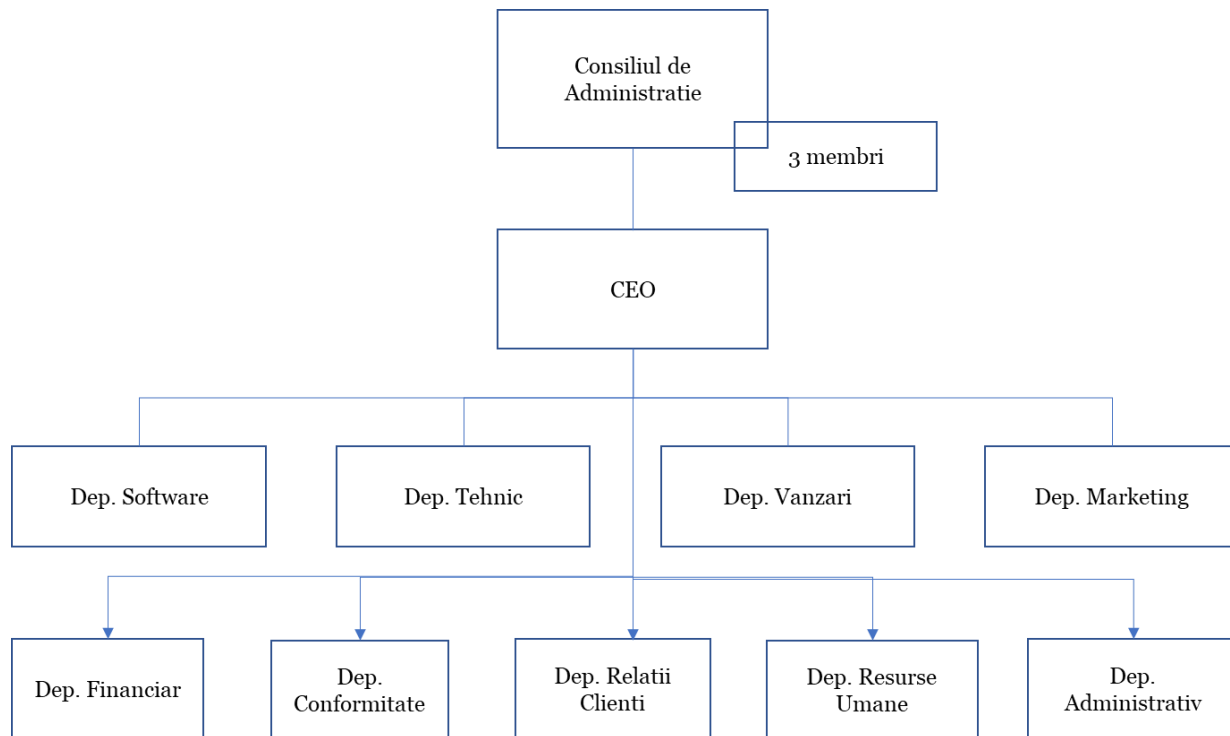 Consiliul de
Administratie
3 membri
CEO
Dep. Software
Dep. Tehnic
Dep. Vanzari
Dep. Marketing
Dep. Financiar
Dep.
Conformitate
Dep. Relatii
Clienti
Dep. Resurse
Umane
Dep.
Administrativ